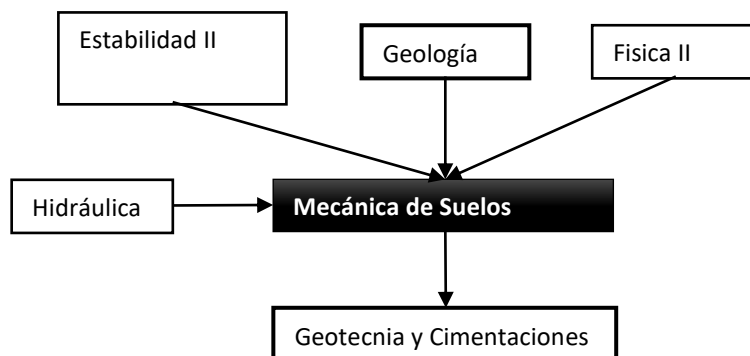 Estabilidad II
Geología
Fisica II
Hidráulica
Mecánica de Suelos
Geotecnia y Cimentaciones